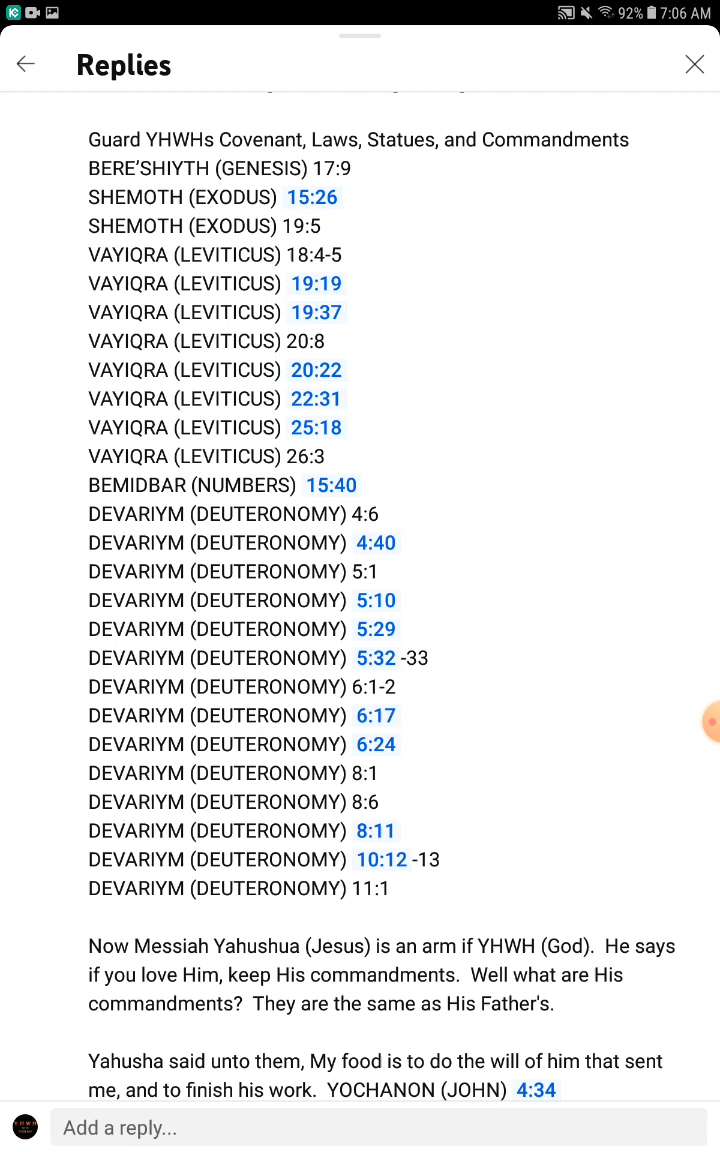 92% 7:06 AM
Replies
Guard YHWHs Covenant, Laws, Statues, and Commandments
BERE’SHIYTH (GENESIS) 17:9
SHEMOTH (EXODUS) 15:26
SHEMOTH (EXODUS) 19:5
VAYIQRA (LEVITICUS) 18:4-5
VAYIQRA (LEVITICUS) 19:19
VAYIQRA (LEVITICUS) 19:37
VAYIQRA (LEVITICUS) 20:8
VAYIQRA (LEVITICUS) 20:22
VAYIQRA (LEVITICUS) 22:31
VAYIQRA (LEVITICUS) 25:18
VAYIQRA (LEVITICUS) 26:3
BEMIDBAR (NUMBERS) 15:40
DEVARIYM (DEUTERONOMY) 4:6
DEVARIYM (DEUTERONOMY) 4:40
DEVARIYM (DEUTERONOMY) 5:1
DEVARIYM (DEUTERONOMY) 5:10
DEVARIYM (DEUTERONOMY) 5:29
DEVARIYM (DEUTERONOMY) 5:32 -33
DEVARIYM (DEUTERONOMY) 6:1-2
DEVARIYM (DEUTERONOMY) 6:17
DEVARIYM (DEUTERONOMY) 6:24
DEVARIYM (DEUTERONOMY) 8:1
DEVARIYM (DEUTERONOMY) 8:6
DEVARIYM (DEUTERONOMY) 8:11
DEVARIYM (DEUTERONOMY) 10:12 -13
DEVARIYM (DEUTERONOMY) 11:1
Now Messiah Yahushua (Jesus) is an arm if YHWH (God). He says
if you love Him, keep His commandments. Well what are His
commandments? They are the same as His Father's.
Yahusha said unto them, My food is to do the will of him that sent
me, and to finish his work. YOCHANON (JOHN) 4:34
Add a reply...